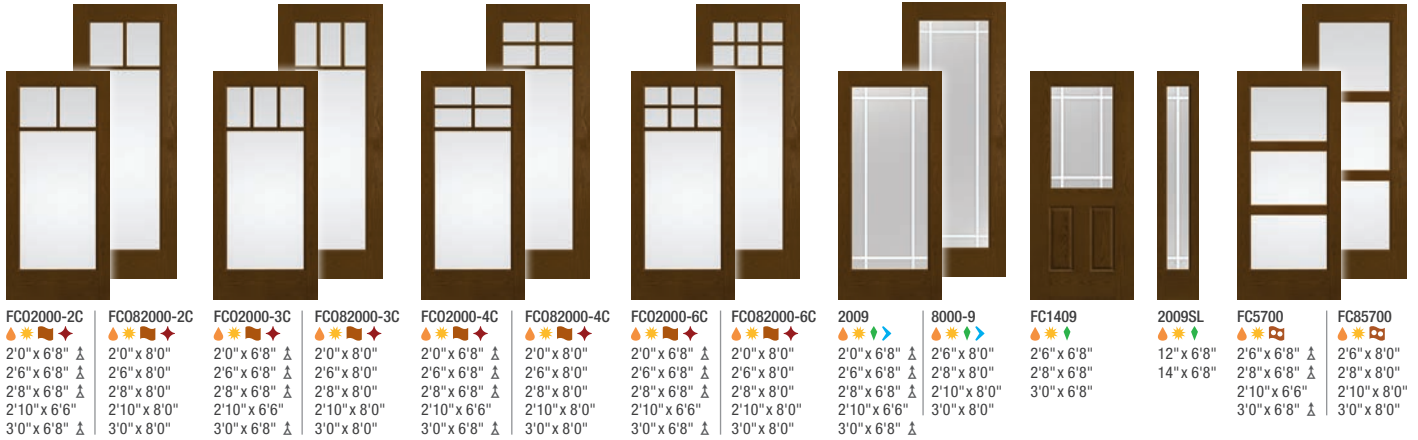 FCO2000-2C
2'0" x 6'8"
2'6" x 6'8"
2'8" x 6'8"
2'10" x 6'6"
3'0" x 6'8"
FCO82000-2C
2'0" x 8'0"
2'6" x 8'0"
2'8" x 8'0"
2'10" x 8'0"
3'0" x 8'0"
FCO2000-3C
2'0" x 6'8"
2'6" x 6'8"
2'8" x 6'8"
2'10" x 6'6"
3'0" x 6'8"
FCO82000-3C
2'0" x 8'0"
2'6" x 8'0"
2'8" x 8'0"
2'10" x 8'0"
3'0" x 8'0"
FCO2000-4C
2'0" x 6'8"
2'6" x 6'8"
2'8" x 6'8"
2'10" x 6'6"
3'0" x 6'8"
FCO82000-4C
2'0" x 8'0"
2'6" x 8'0"
2'8" x 8'0"
2'10" x 8'0"
3'0" x 8'0"
FCO2000-6C
2'0" x 6'8"
2'6" x 6'8"
2'8" x 6'8"
2'10" x 6'6"
3'0" x 6'8"
FCO82000-6C
2'0" x 8'0"
2'6" x 8'0"
2'8" x 8'0"
2'10" x 8'0"
3'0" x 8'0"
2009
2'0" x 6'8"
2'6" x 6'8"
2'8" x 6'8"
2'10" x 6'6"
3'0" x 6'8"
8000-9
2'6" x 8'0"
2'8" x 8'0"
2'10" x 8'0"
3'0" x 8'0"
FC1409
2'6" x 6'8"
2'8" x 6'8"
3'0" x 6'8"
2009SL
12" x 6'8"
14" x 6'8"
FC5700
2'6" x 6'8"
2'8" x 6'8"
2'10" x 6'6"
3'0" x 6'8"
FC85700
2'6" x 8'0"
2'8" x 8'0"
2'10" x 8'0"
3'0" x 8'0"